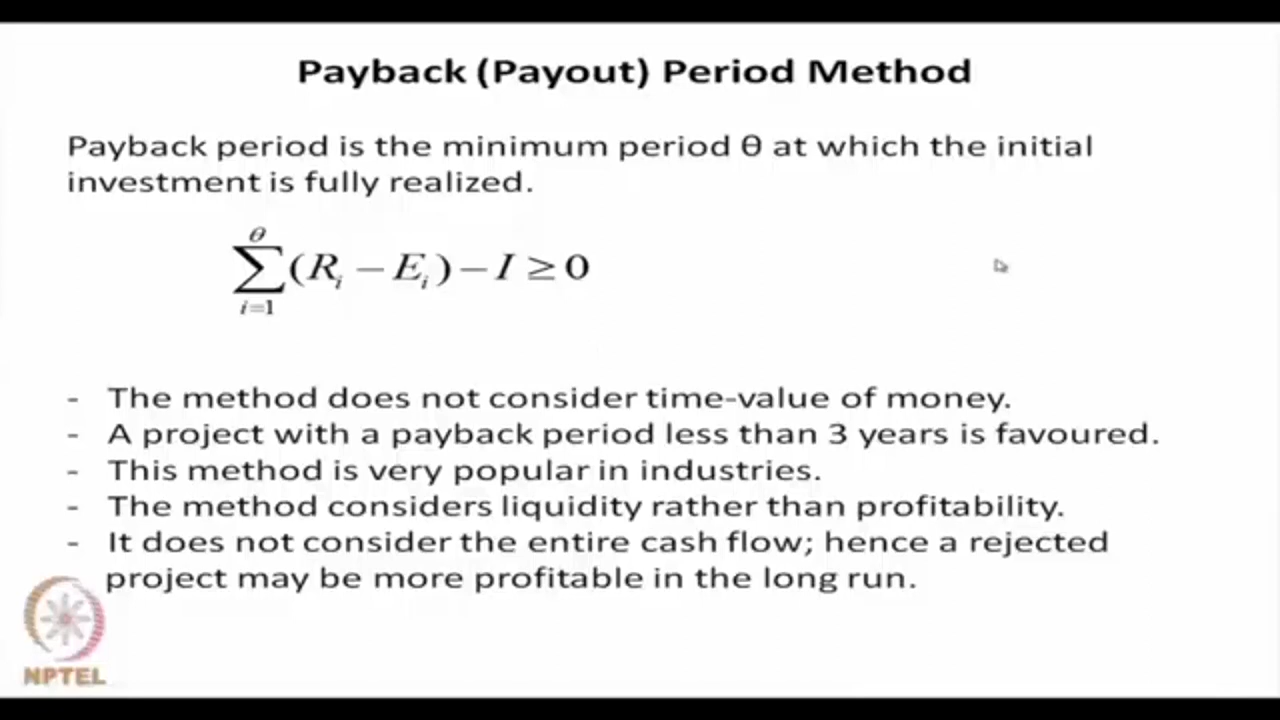 Payback (Payout) Period Method
Payback period is the minimum period θ at which the initial
investment is fully realized.
θ
∑(Rᵢ − Eᵢ) − I ≥ 0
i=1
- The method does not consider time-value of money.
- A project with a payback period less than 3 years is favoured.
- This method is very popular in industries.
- The method considers liquidity rather than profitability.
- It does not consider the entire cash flow; hence a rejected
project may be more profitable in the long run.
NPTEL